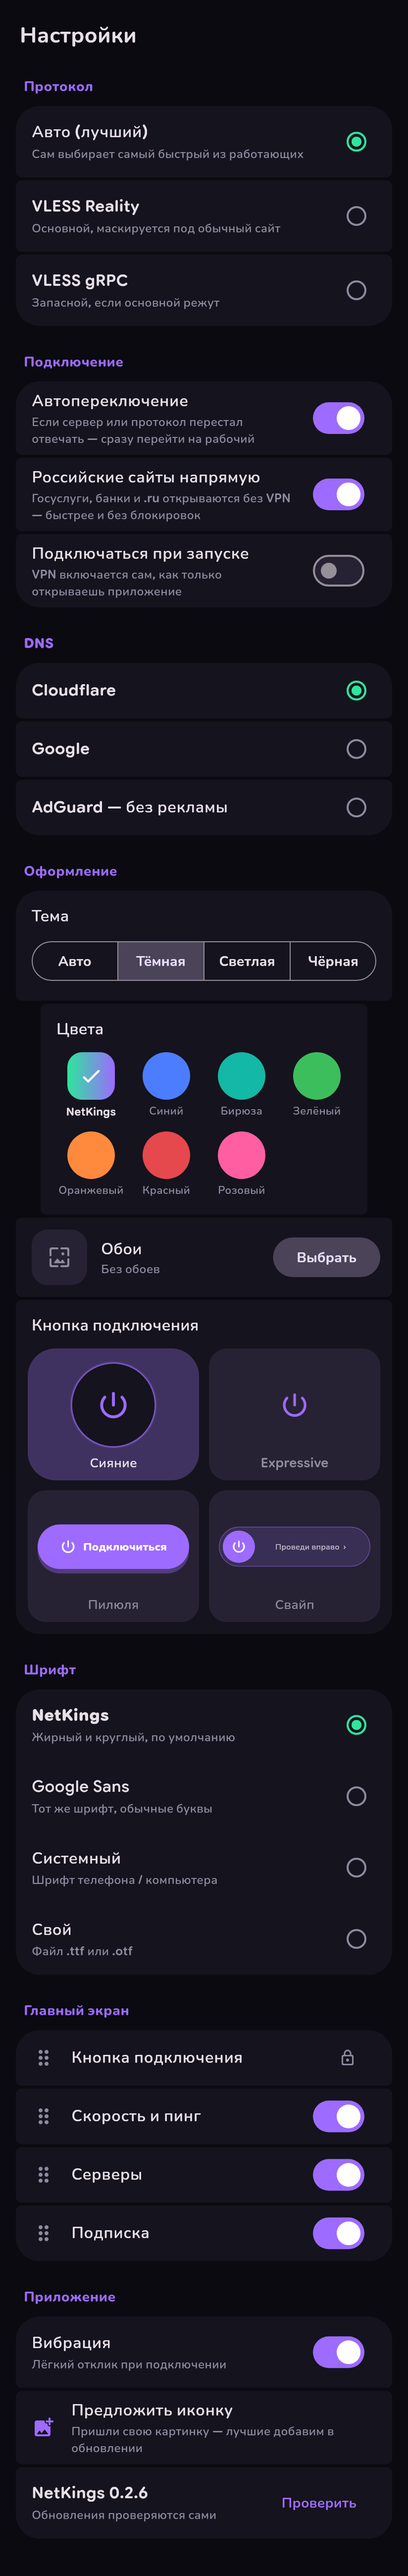 Настройки
Протокол
Авто (лучший)
Сам выбирает самый быстрый из работающих
VLESS Reality
Основной, маскируется под обычный сайт
VLESS gRPC
Запасной, если основной режут
Подключение
Автопереключение
Если сервер или протокол перестал
отвечать — сразу перейти на рабочий
Российские сайты напрямую
Госуслуги, банки и .ru открываются без VPN
— быстрее и без блокировок
Подключаться при запуске
VPN включается сам, как только
открываешь приложение
DNS
Cloudflare
Google
AdGuard — без рекламы
Оформление
Тема
Авто Тёмная Светлая Чёрная
Цвета
NetKings Синий Бирюза Зелёный
Оранжевый Красный Розовый
Обои
Без обоев
Выбрать
Кнопка подключения
Сияние Expressive
Подключиться Проведи вправо ›
Пилюля Свайп
Шрифт
NetKings
Жирный и круглый, по умолчанию
Google Sans
Тот же шрифт, обычные буквы
Системный
Шрифт телефона / компьютера
Свой
Файл .ttf или .otf
Главный экран
Кнопка подключения
Скорость и пинг
Серверы
Подписка
Приложение
Вибрация
Лёгкий отклик при подключении
Предложить иконку
Пришли свою картинку — лучшие добавим в
обновлении
NetKings 0.2.6
Обновления проверяются сами
Проверить